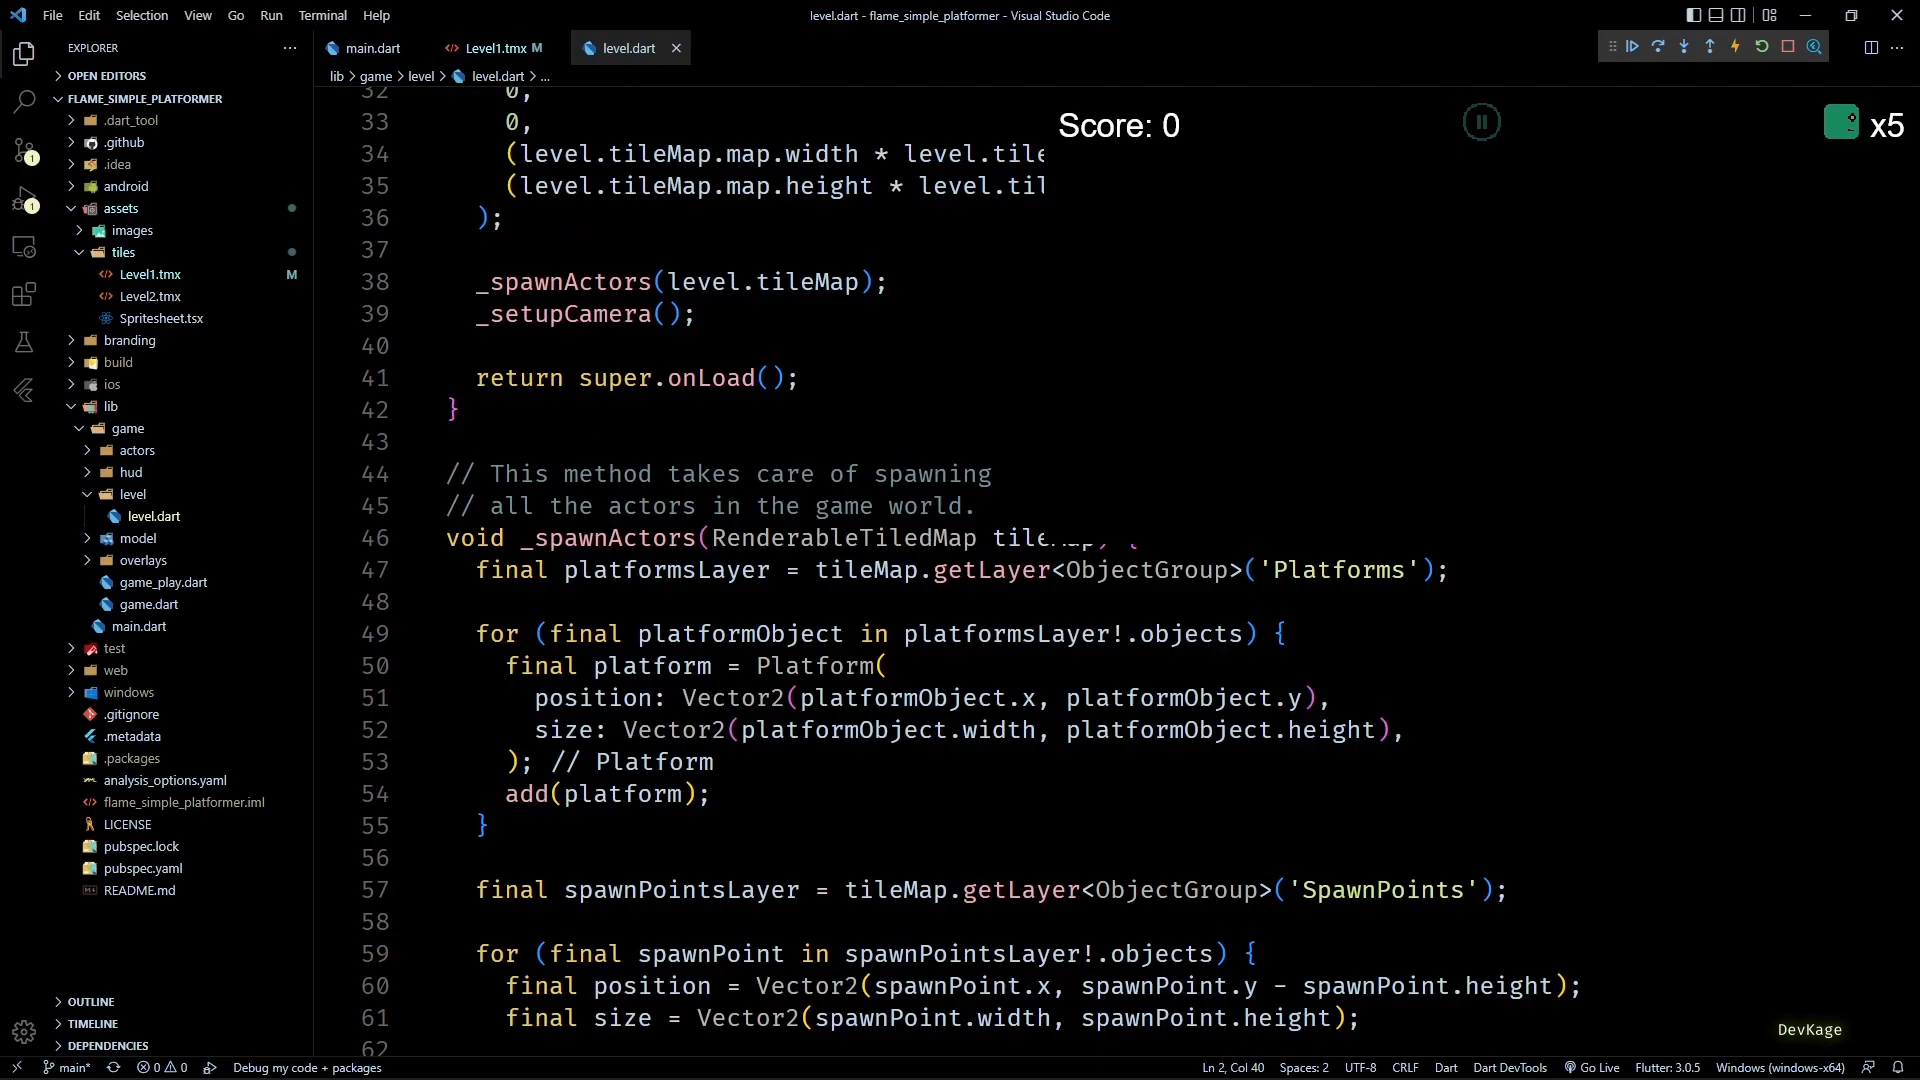 File Edit Selection View Go Run Terminal Help
level.dart - flame_simple_platformer - Visual Studio Code
EXPLORER
OPEN EDITORS
FLAME_SIMPLE_PLATFORMER
.dart_tool
.github
.idea
android
assets
images
tiles
Level1.tmx M
Level2.tmx
Spritesheet.tsx
branding
build
ios
lib
game
actors
hud
level
level.dart
model
overlays
game_play.dart
game.dart
main.dart
test
web
windows
.gitignore
.metadata
.packages
analysis_options.yaml
flame_simple_platformer.iml
LICENSE
pubspec.lock
pubspec.yaml
README.md
OUTLINE
TIMELINE
DEPENDENCIES
1
1
main.dart
Level1.tmx M
level.dart
lib > game > level > level.dart > ...
Score: 0
x5
32 0,
33 0,
34 (level.tileMap.map.width * level.tile
35 (level.tileMap.map.height * level.til
36 );
37
38 _spawnActors(level.tileMap);
39 _setupCamera();
40
41 return super.onLoad();
42 }
43
44 // This method takes care of spawning
45 // all the actors in the game world.
46 void _spawnActors(RenderableTiledMap tileMap) {
47 final platformsLayer = tileMap.getLayer<ObjectGroup>('Platforms');
48
49 for (final platformObject in platformsLayer!.objects) {
50 final platform = Platform(
51 position: Vector2(platformObject.x, platformObject.y),
52 size: Vector2(platformObject.width, platformObject.height),
53 ); // Platform
54 add(platform);
55 }
56
57 final spawnPointsLayer = tileMap.getLayer<ObjectGroup>('SpawnPoints');
58
59 for (final spawnPoint in spawnPointsLayer!.objects) {
60 final position = Vector2(spawnPoint.x, spawnPoint.y - spawnPoint.height);
61 final size = Vector2(spawnPoint.width, spawnPoint.height);
62
DevKage
main* 0 0 Debug my code + packages
Ln 2, Col 40 Spaces: 2 UTF-8 CRLF Dart Dart DevTools Go Live Flutter: 3.0.5 Windows (windows-x64)